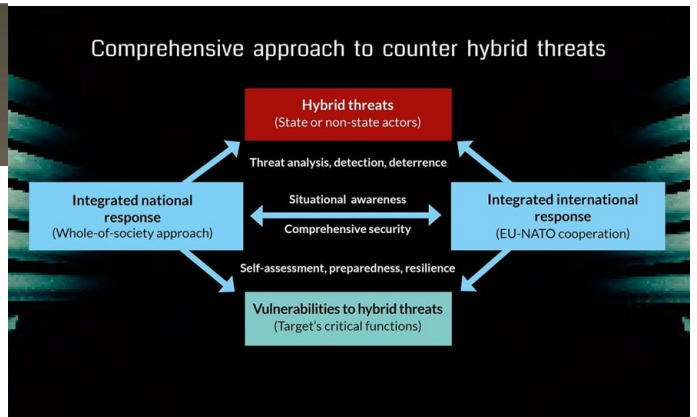 Comprehensive approach to counter hybrid threats
Hybrid threats
(State or non-state actors)
Threat analysis, detection, deterrence
Integrated national
response
(Whole-of-society approach)
Situational awareness
Comprehensive security
Integrated international
response
(EU-NATO cooperation)
Self-assessment, preparedness, resilience
Vulnerabilities to hybrid threats
(Target's critical functions)